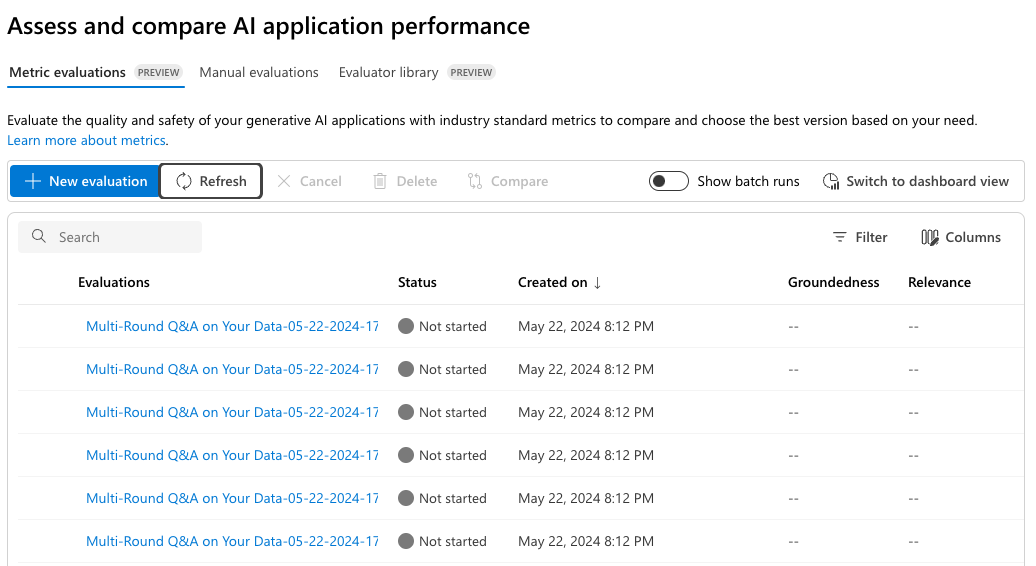 Assess and compare AI application performance
Metric evaluations PREVIEW Manual evaluations Evaluator library PREVIEW
Evaluate the quality and safety of your generative AI applications with industry standard metrics to compare and choose the best version based on your need.
Learn more about metrics.
New evaluation Refresh Cancel Delete Compare Show batch runs Switch to dashboard view
Search Filter Columns
Evaluations Status Created on ↓ Groundedness Relevance
Multi-Round Q&A on Your Data-05-22-2024-17 Not started May 22, 2024 8:12 PM -- --
Multi-Round Q&A on Your Data-05-22-2024-17 Not started May 22, 2024 8:12 PM -- --
Multi-Round Q&A on Your Data-05-22-2024-17 Not started May 22, 2024 8:12 PM -- --
Multi-Round Q&A on Your Data-05-22-2024-17 Not started May 22, 2024 8:12 PM -- --
Multi-Round Q&A on Your Data-05-22-2024-17 Not started May 22, 2024 8:12 PM -- --
Multi-Round Q&A on Your Data-05-22-2024-17 Not started May 22, 2024 8:12 PM -- --